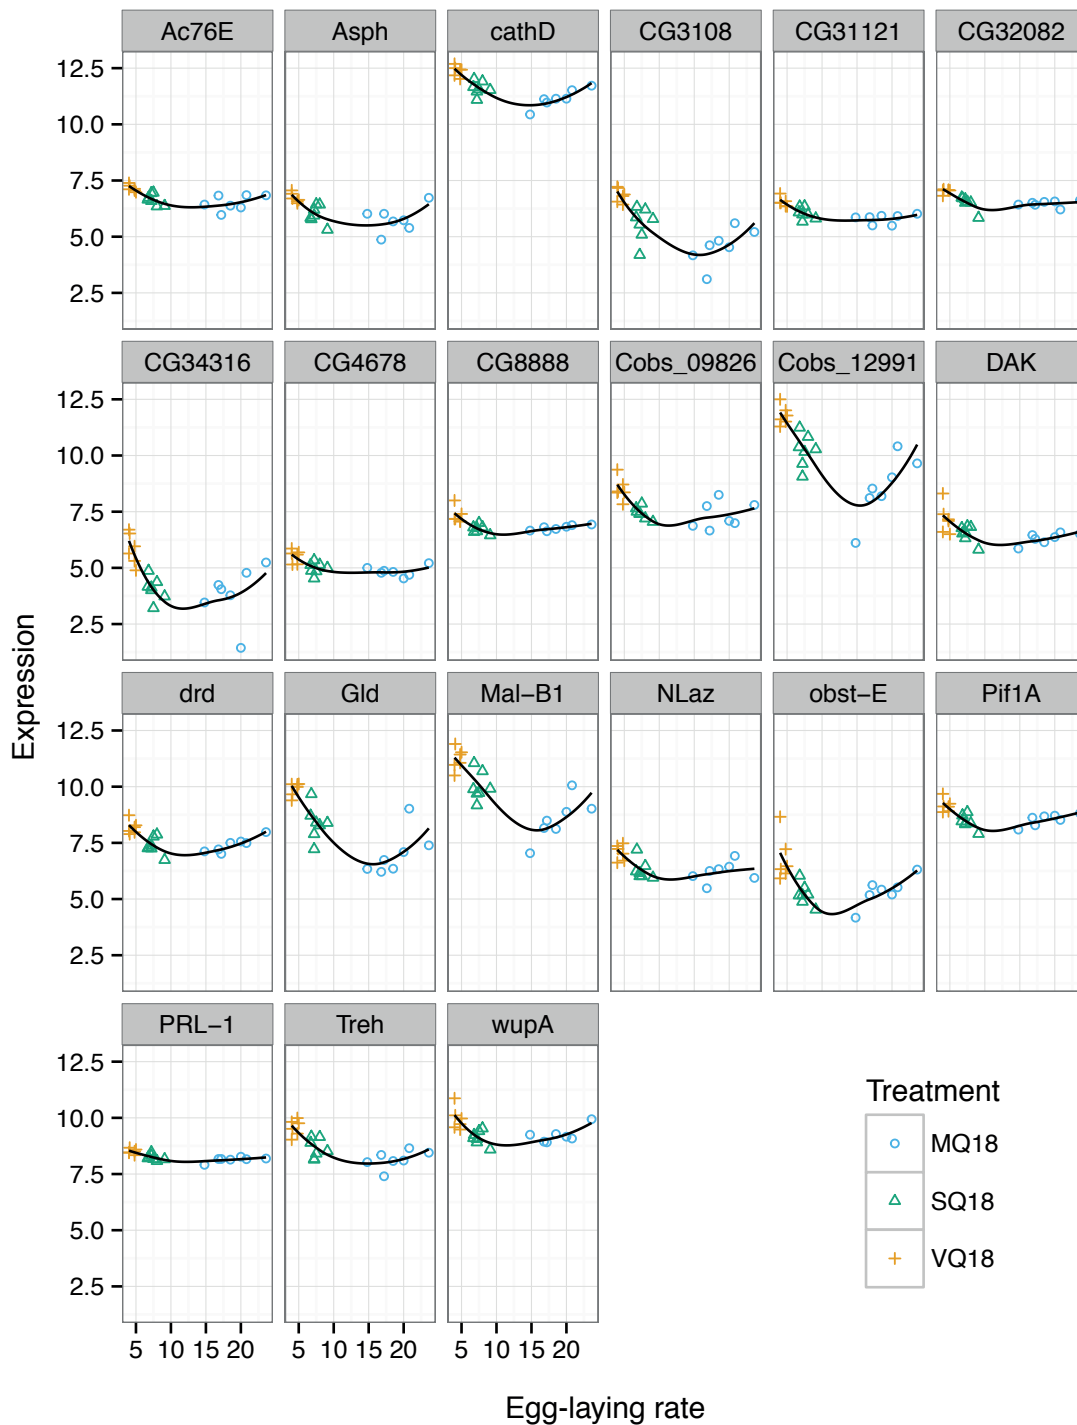 Ac76E Asph cathD CG3108 CG31121 CG32082
12.5
10.0
7.5
5.0
2.5
CG34316 CG4678 CG8888 Cobs_09826 Cobs_12991 DAK
12.5
10.0
7.5
5.0
2.5
Expression
drd Gld Mal−B1 NLaz obst−E Pif1A
12.5
10.0
7.5
5.0
2.5
PRL−1 Treh wupA
12.5
10.0
7.5
5.0
2.5
5 10 15 20 5 10 15 20 5 10 15 20
Egg-laying rate
Treatment
MQ18
SQ18
VQ18